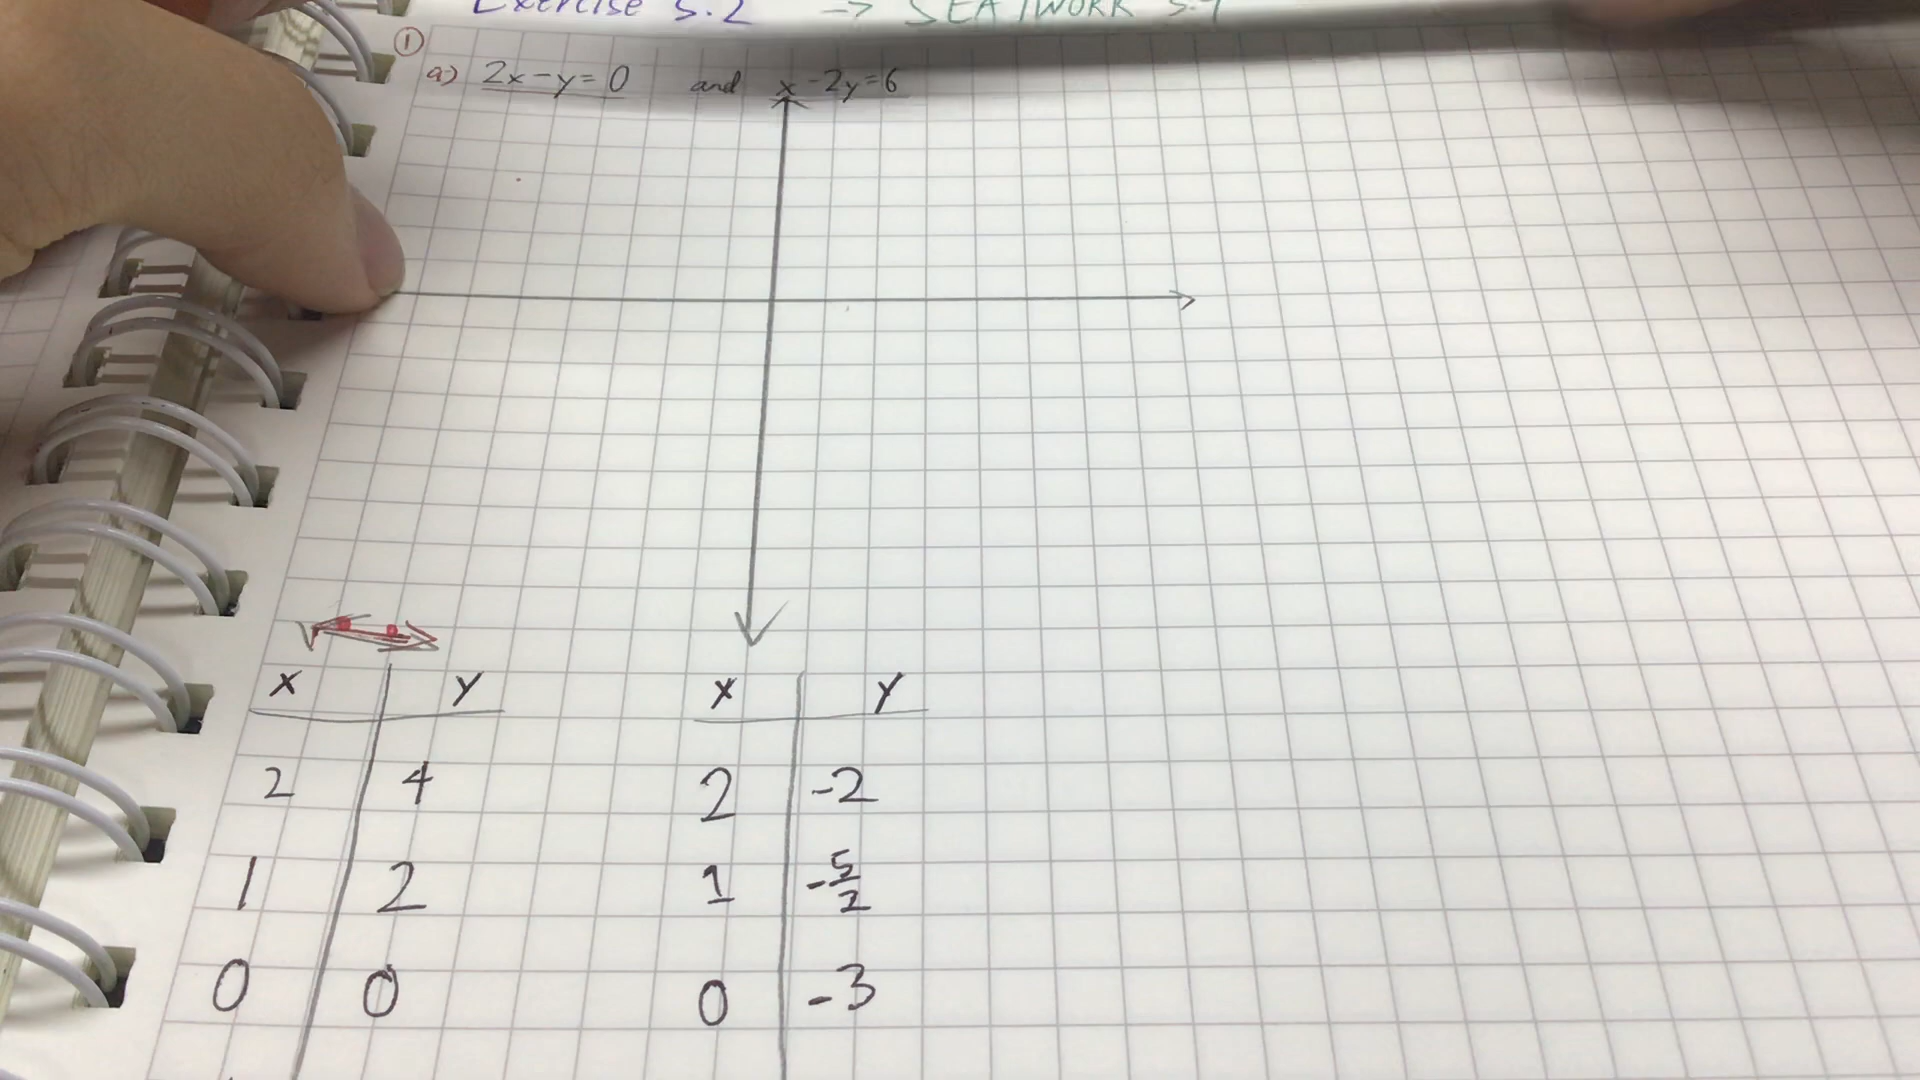 Exercise 5.2 → SEATWORK 5.4
①
a) 2x-y=0 and x-2y=6
x y x y
2 4 2 -2
1 2 1 -5/2
0 0 0 -3